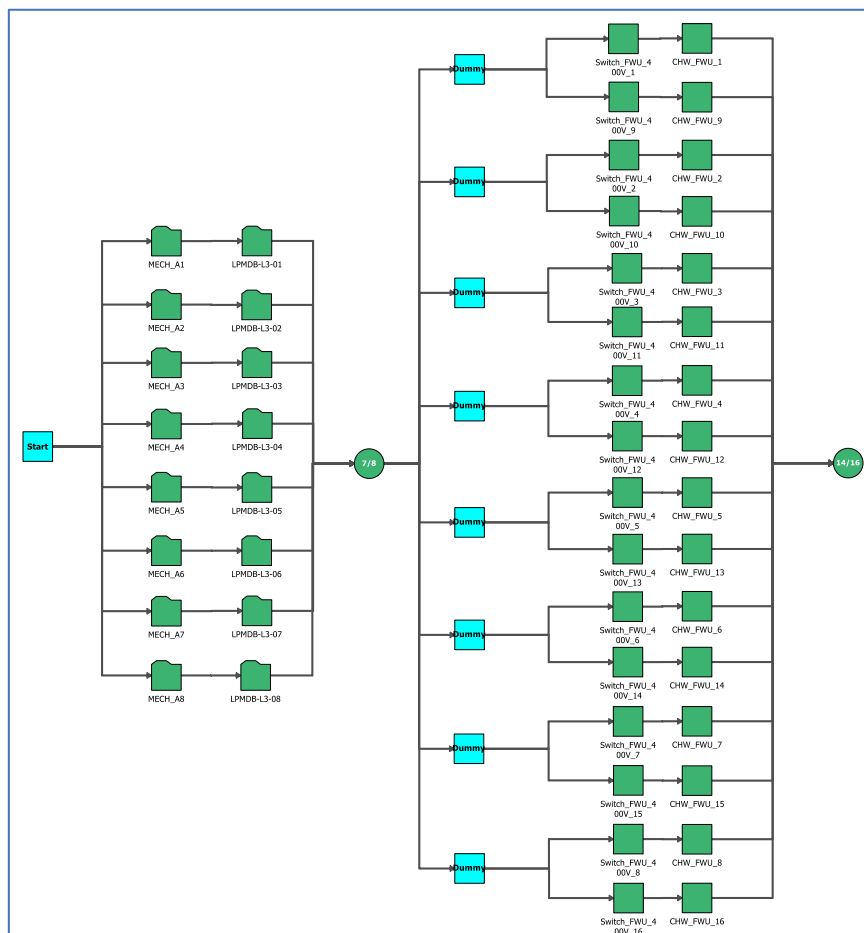 Start
MECH_A1
LPMDB-L3-01
MECH_A2
LPMDB-L3-02
MECH_A3
LPMDB-L3-03
MECH_A4
LPMDB-L3-04
MECH_A5
LPMDB-L3-05
MECH_A6
LPMDB-L3-06
MECH_A7
LPMDB-L3-07
MECH_A8
LPMDB-L3-08
7/8
Dummy
Switch_FWU_4
00V_1
CHW_FWU_1
Switch_FWU_4
00V_9
CHW_FWU_9
Dummy
Switch_FWU_4
00V_2
CHW_FWU_2
Switch_FWU_4
00V_10
CHW_FWU_10
Dummy
Switch_FWU_4
00V_3
CHW_FWU_3
Switch_FWU_4
00V_11
CHW_FWU_11
Dummy
Switch_FWU_4
00V_4
CHW_FWU_4
Switch_FWU_4
00V_12
CHW_FWU_12
Dummy
Switch_FWU_4
00V_5
CHW_FWU_5
Switch_FWU_4
00V_13
CHW_FWU_13
Dummy
Switch_FWU_4
00V_6
CHW_FWU_6
Switch_FWU_4
00V_14
CHW_FWU_14
Dummy
Switch_FWU_4
00V_7
CHW_FWU_7
Switch_FWU_4
00V_15
CHW_FWU_15
Dummy
Switch_FWU_4
00V_8
CHW_FWU_8
Switch_FWU_4
00V_16
CHW_FWU_16
14/16